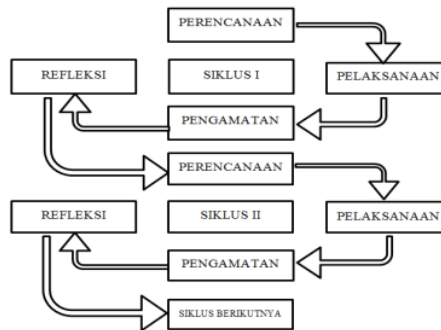 PERENCANAAN
REFLEKSI
SIKLUS I
PELAKSANAAN
PENGAMATAN
PERENCANAAN
REFLEKSI
SIKLUS II
PELAKSANAAN
PENGAMATAN
SIKLUS BERIKUTNYA